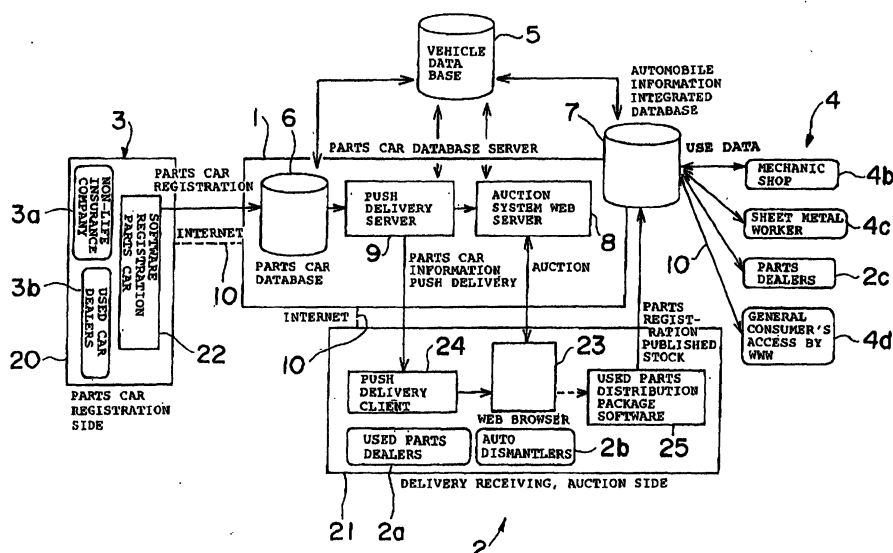 5
VEHICLE
DATA
BASE
AUTOMOBILE
INFORMATION
INTEGRATED
DATABASE
7
4
3
1
6
PARTS CAR DATABASE SERVER
USE DATA
PARTS CAR
REGISTRATION
3a
NON-LIFE
INSURANCE
COMPANY
SOFTWARE
REGISTRATION
PARTS CAR
3b
USED CAR
DEALERS
20
22
PARTS CAR
REGISTRATION
SIDE
INTERNET
10
PARTS CAR
DATABASE
PUSH
DELIVERY
SERVER
9
AUCTION
SYSTEM WEB
SERVER
8
MECHANIC
SHOP
4b
SHEET METAL
WORKER
4c
10
PARTS
DEALERS
2c
GENERAL
CONSUMER'S
ACCESS BY
WWW
4d
PARTS CAR
INFORMATION
PUSH DELIVERY
AUCTION
INTERNET
10
PARTS
REGIST-
RATION
PUBLISHED
STOCK
24
23
PUSH
DELIVERY
CLIENT
WEB BROWSER
USED PARTS
DISTRIBUTION
PACKAGE
SOFTWARE
25
USED PARTS
DEALERS
2a
AUTO
DISMANTLERS
2b
21
DELIVERY RECEIVING, AUCTION SIDE
2